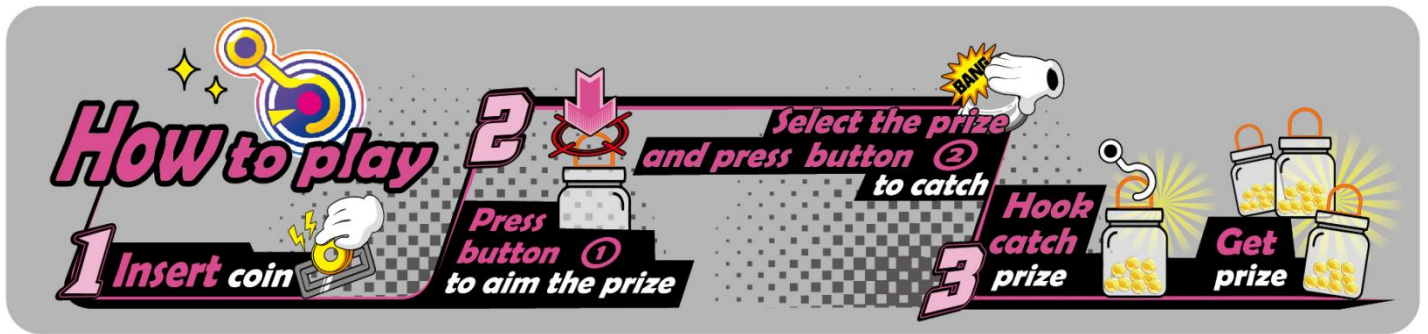 How to play
1
Insert coin
2
Press
button ①
to aim the prize
BANG
Select the prize
and press button ②
to catch
3
Hook
catch
prize
Get
prize